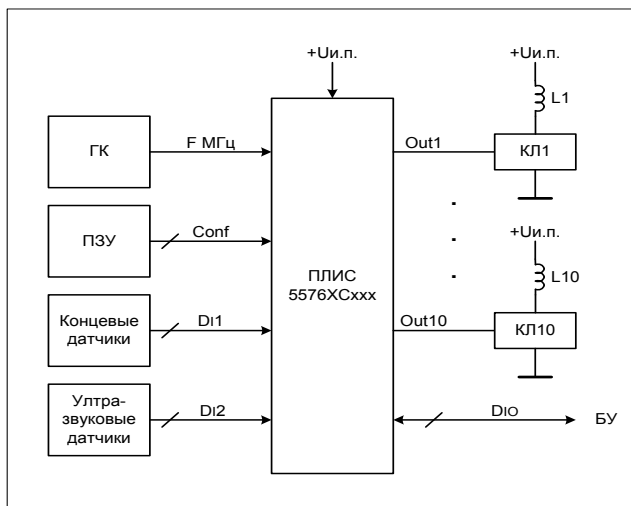 +Uи.п.
+Uи.п.
L1
ГК
F МГц
Out1
КЛ1
ПЗУ
Conf
+Uи.п.
ПЛИС
5576ХСxxx
L10
Концевые
датчики
DI1
Out10
КЛ10
Ултра-
звуковые
датчики
DI2
DIO
БУ